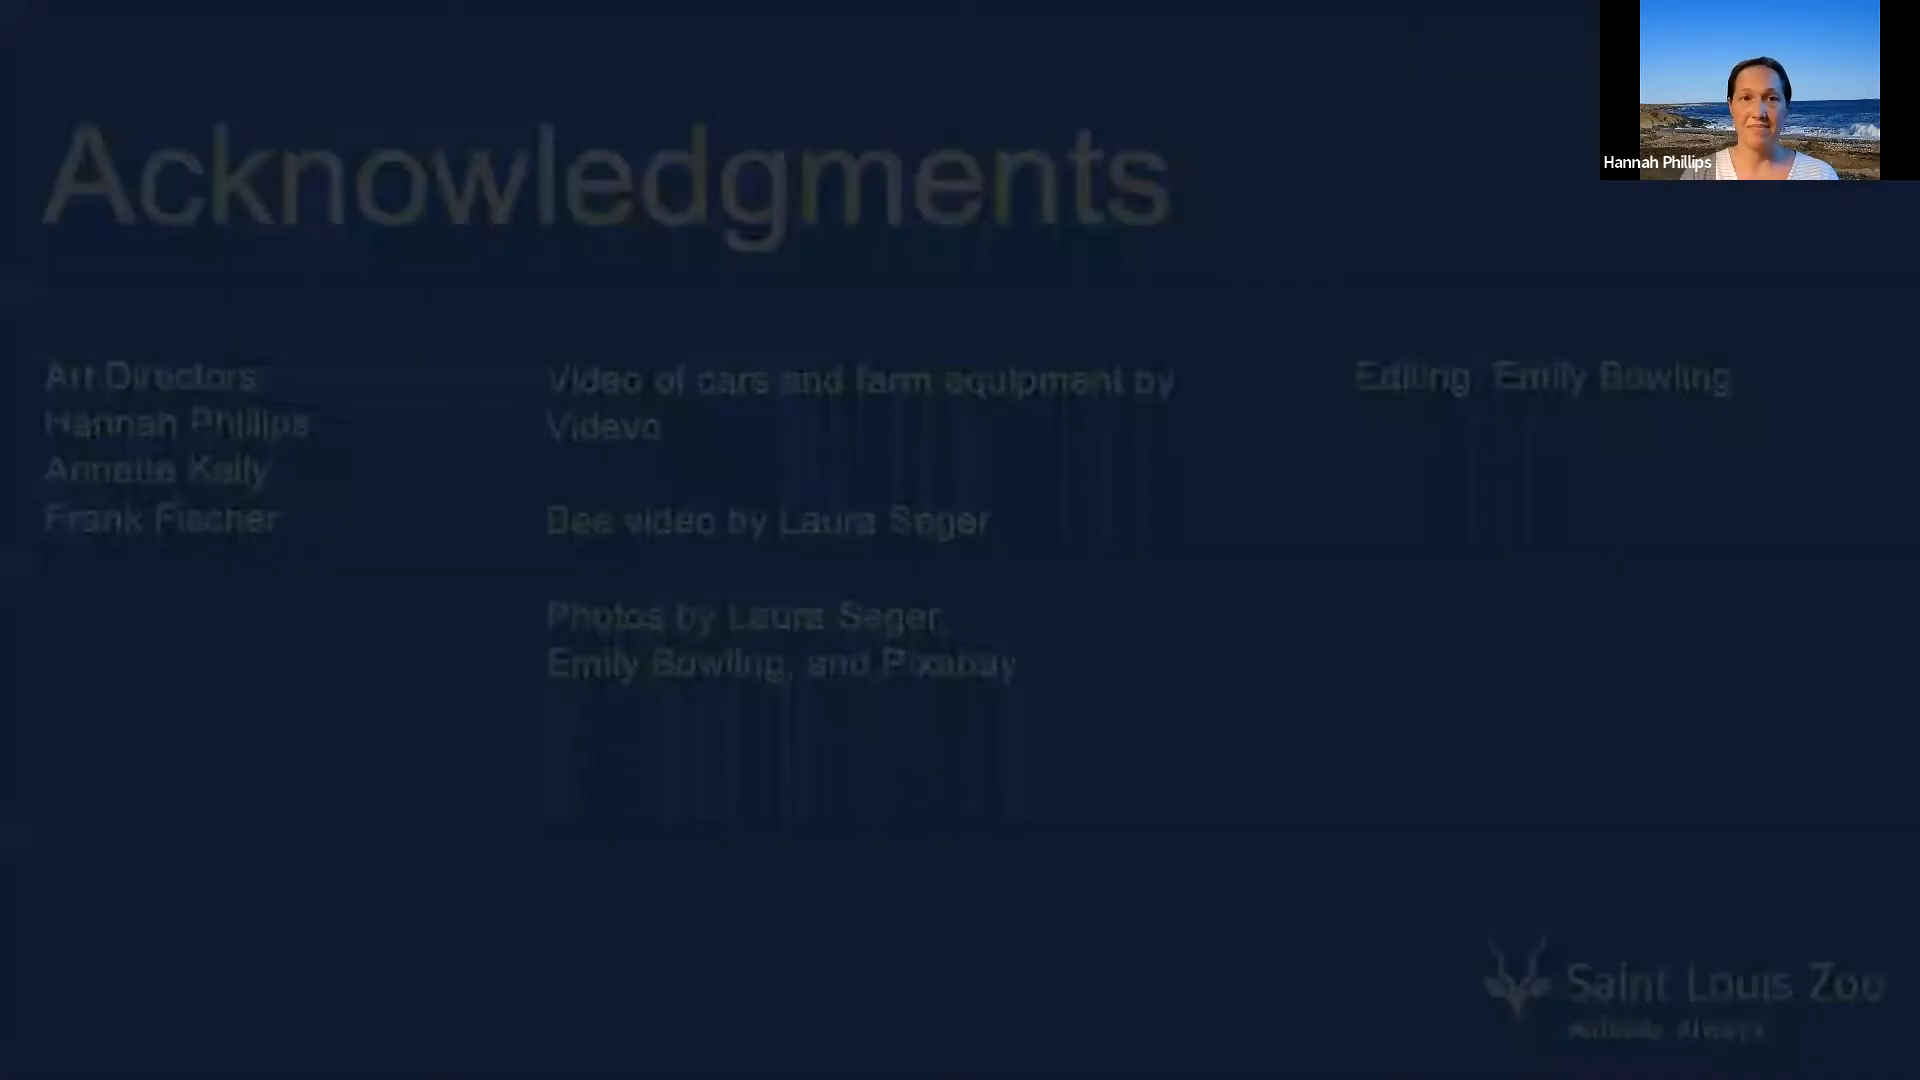 Acknowledgments
Art Directors
Hannah Phillips
Annette Kelly
Frank Fischer
Video of cars and farm equipment by
Videvo
Bee video by Laura Seger
Photos by Laura Seger,
Emily Bowling, and Pixabay
Editing: Emily Bowling
Hannah Phillips
Saint Louis Zoo
Animals Always